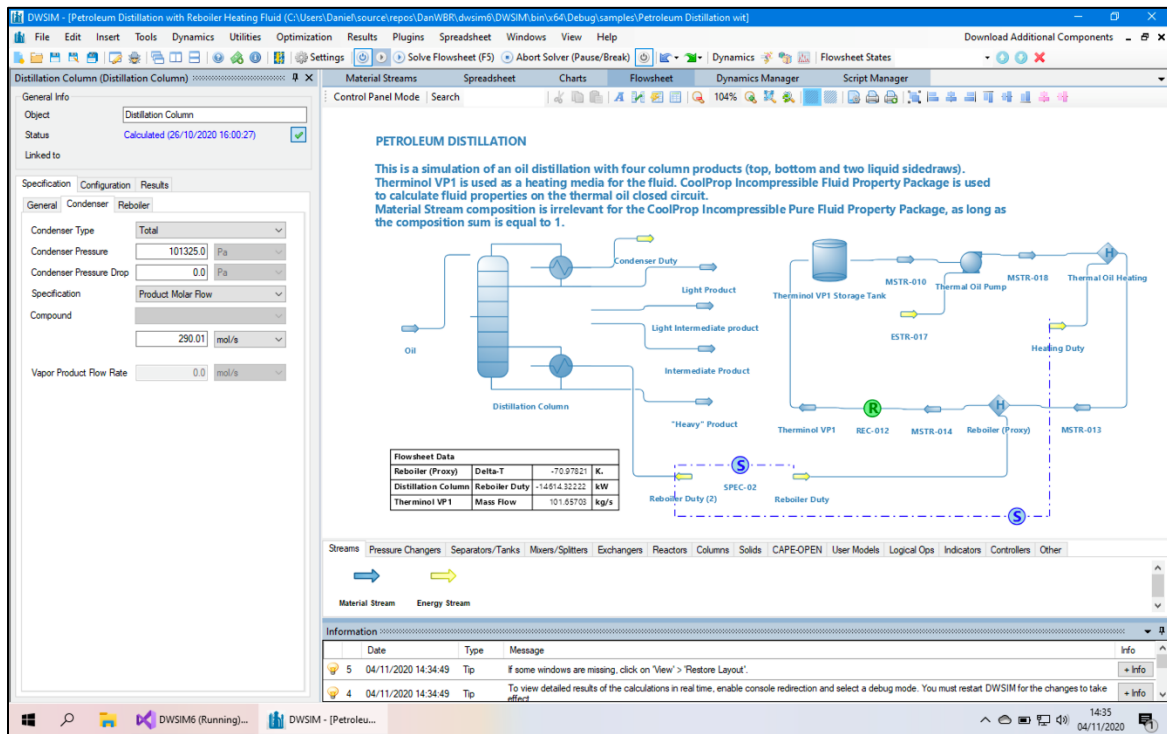 DWSIM - [Petroleum Distillation with Reboiler Heating Fluid (C:\Users\Daniel\source\repos\DanWBR\dwsim6\DWSIM\bin\x64\Debug\samples\Petroleum Distillation wit]
File Edit Insert Tools Dynamics Utilities Optimization Results Plugins Spreadsheet Windows View Help Download Additional Components
Settings Solve Flowsheet (F5) Abort Solver (Pause/Break) Dynamics Flowsheet States
Distillation Column (Distillation Column)
General Info
Object Distillation Column
Status Calculated (26/10/2020 16:00:27)
Linked to
Specification Configuration Results
General Condenser Reboiler
Condenser Type Total
Condenser Pressure 101325.0 Pa
Condenser Pressure Drop 0.0 Pa
Specification Product Molar Flow
Compound
290.01 mol/s
Vapor Product Flow Rate 0.0 mol/s
Material Streams Spreadsheet Charts Flowsheet Dynamics Manager Script Manager
Control Panel Mode Search 104%
PETROLEUM DISTILLATION
This is a simulation of an oil distillation with four column products (top, bottom and two liquid sidedraws).
Therminol VP1 is used as a heating media for the fluid. CoolProp Incompressible Fluid Property Package is used
to calculate fluid properties on the thermal oil closed circuit.
Material Stream composition is irrelevant for the CoolProp Incompressible Pure Fluid Property Package, as long as
the composition sum is equal to 1.
Condenser Duty
Light Product
Light Intermediate product
Oil
Intermediate Product
Distillation Column
"Heavy" Product
Therminol VP1 Storage Tank
MSTR-010
Thermal Oil Pump
MSTR-018
H
Thermal Oil Heating
ESTR-017
Heating Duty
R
H
Therminol VP1
REC-012
MSTR-014
Reboiler (Proxy)
MSTR-013
Flowsheet Data
Reboiler (Proxy) Delta-T -70.97821 K.
Distillation Column Reboiler Duty -14614.32222 kW
Therminol VP1 Mass Flow 101.65703 kg/s
S
SPEC-02
Reboiler Duty (2)
Reboiler Duty
S
Streams Pressure Changers Separators/Tanks Mixers/Splitters Exchangers Reactors Columns Solids CAPE-OPEN User Models Logical Ops Indicators Controllers Other
Material Stream Energy Stream
Information
Date Type Message Info
5 04/11/2020 14:34:49 Tip If some windows are missing, click on 'View' > 'Restore Layout'. + Info
4 04/11/2020 14:34:49 Tip To view detailed results of the calculations in real time, enable console redirection and select a debug mode. You must restart DWSIM for the changes to take
effect + Info
DWSIM6 (Running)... DWSIM - [Petroleu... 14:35
04/11/2020
1